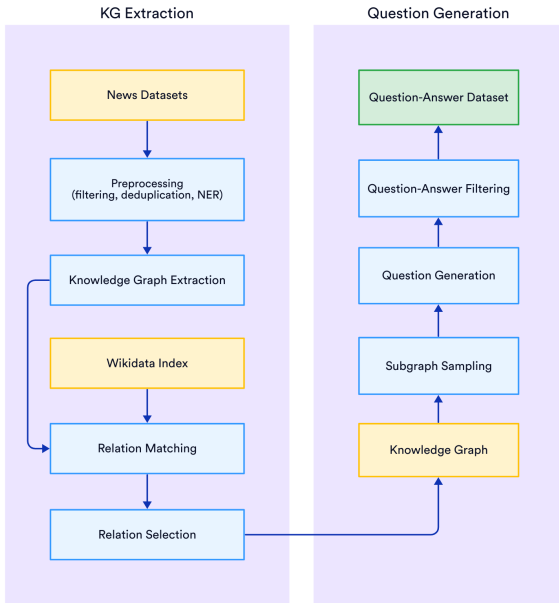 KG Extraction
News Datasets
Preprocessing
(filtering, deduplication, NER)
Knowledge Graph Extraction
Wikidata Index
Relation Matching
Relation Selection
Question Generation
Question-Answer Dataset
Question-Answer Filtering
Question Generation
Subgraph Sampling
Knowledge Graph